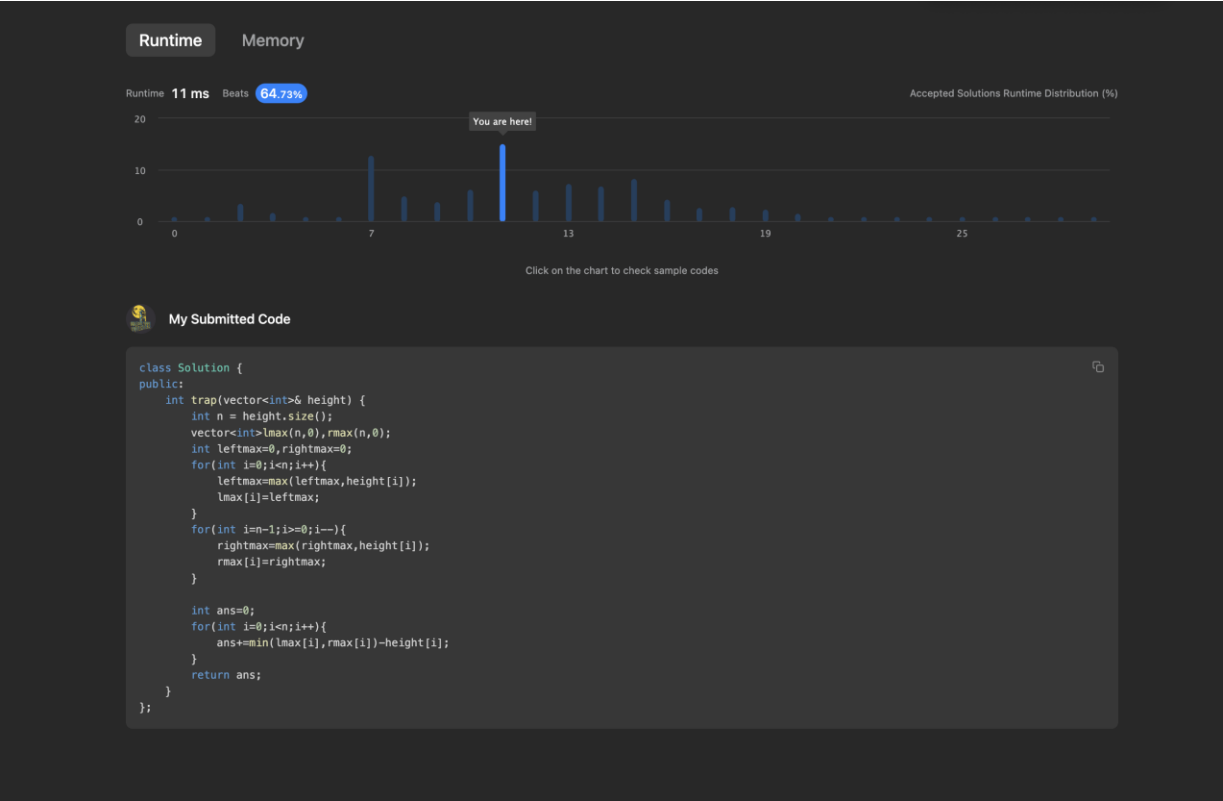 Runtime Memory
Runtime 11 ms Beats 64.73% Accepted Solutions Runtime Distribution (%)
You are here!
20
10
0
0 7 13 19 25
Click on the chart to check sample codes
My Submitted Code
class Solution {
public:
    int trap(vector<int>& height) {
        int n = height.size();
        vector<int>lmax(n,0),rmax(n,0);
        int leftmax=0,rightmax=0;
        for(int i=0;i<n;i++){
            leftmax=max(leftmax,height[i]);
            lmax[i]=leftmax;
        }
        for(int i=n-1;i>=0;i--){
            rightmax=max(rightmax,height[i]);
            rmax[i]=rightmax;
        }
        int ans=0;
        for(int i=0;i<n;i++){
            ans+=min(lmax[i],rmax[i])-height[i];
        }
        return ans;
    }
};